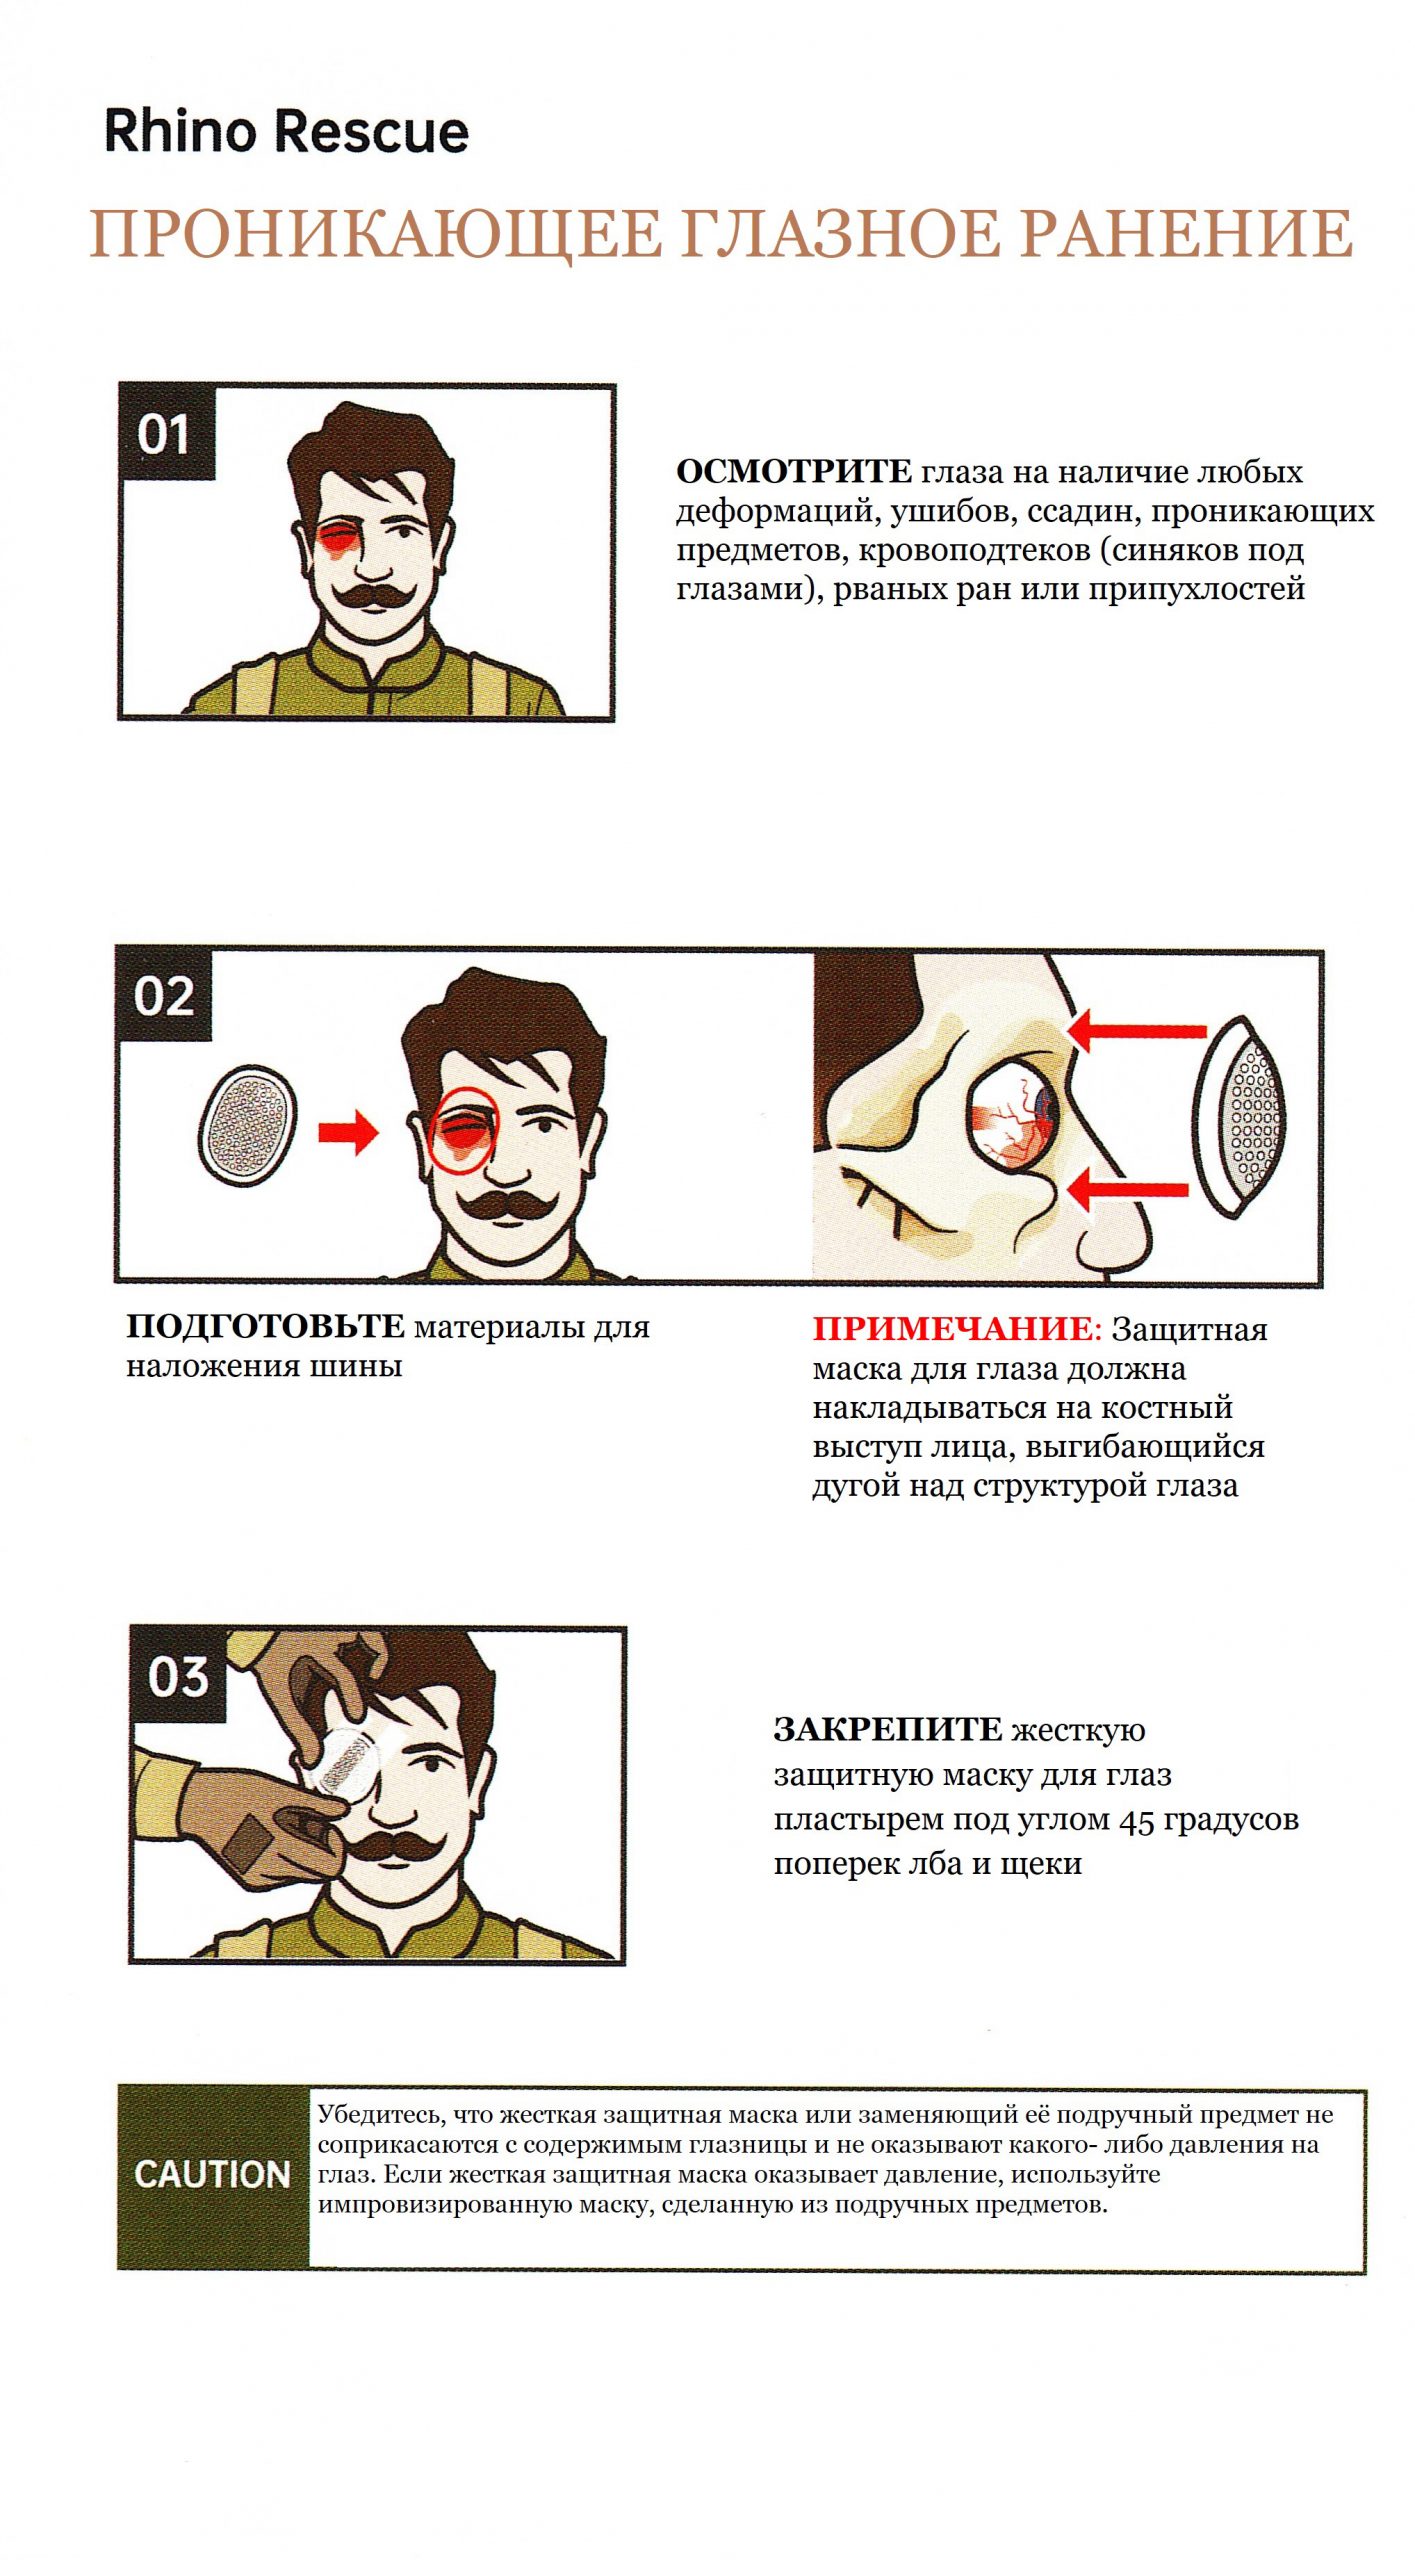 Rhino Rescue
ПРОНИКАЮЩЕЕ ГЛАЗНОЕ РАНЕНИЕ
01
ОСМОТРИТЕ глаза на наличие любых
деформаций, ушибов, ссадин, проникающих
предметов, кровоподтеков (синяков под
глазами), рваных ран или припухлостей
02
ПОДГОТОВЬТЕ материалы для
наложения шины
ПРИМЕЧАНИЕ: Защитная
маска для глаза должна
накладываться на костный
выступ лица, выгибающийся
дугой над структурой глаза
03
ЗАКРЕПИТЕ жесткую
защитную маску для глаз
пластырем под углом 45 градусов
поперек лба и щеки
CAUTION
Убедитесь, что жесткая защитная маска или заменяющий её подручный предмет не
соприкасаются с содержимым глазницы и не оказывают какого- либо давления на
глаз. Если жесткая защитная маска оказывает давление, используйте
импровизированную маску, сделанную из подручных предметов.